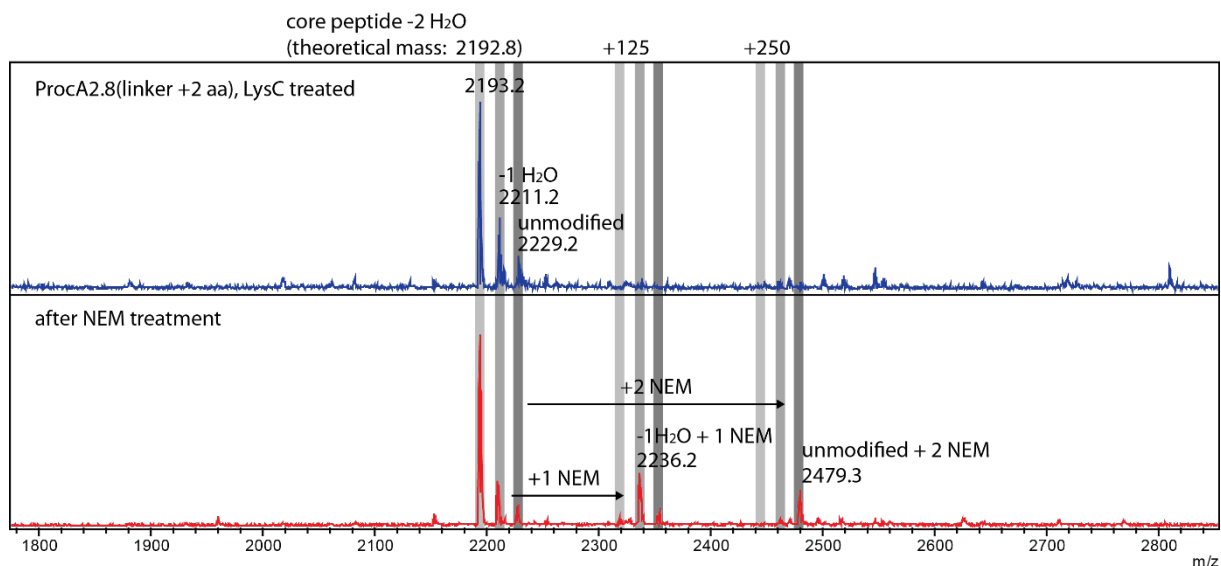 core peptide -2 H2O
(theoretical mass: 2192.8)
+125
+250
ProcA2.8(linker +2 aa), LysC treated
2193.2
-1 H2O
2211.2
unmodified
2229.2
after NEM treatment
+2 NEM
-1H2O + 1 NEM
2236.2
unmodified + 2 NEM
2479.3
+1 NEM
1800 1900 2000 2100 2200 2300 2400 2500 2600 2700 2800
m/z